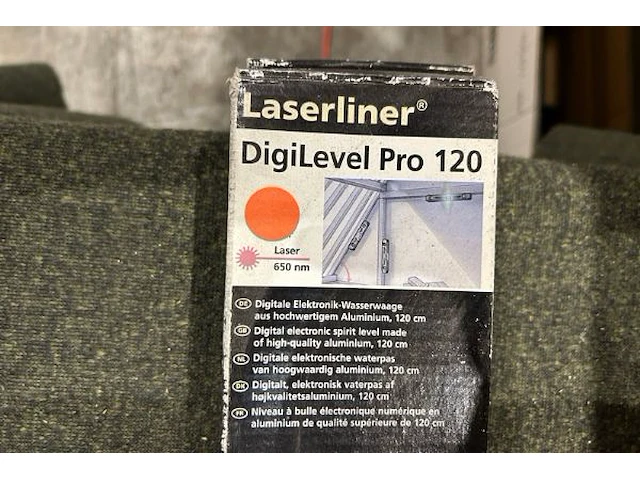 Laserliner®
DigiLevel Pro 120
Laser
650 nm
DE Digitale Elektronik-Wasserwaage
aus hochwertigem Aluminium, 120 cm
GB Digital electronic spirit level made
of high-quality aluminium, 120 cm
NL Digitale elektronische waterpas
van hoogwaardig aluminium, 120 cm
DK Digitalt, elektronisk vaterpas af
højkvalitetsaluminium, 120 cm
FR Niveau à bulle électronique numérique en
aluminium de qualité supérieure de 120 cm